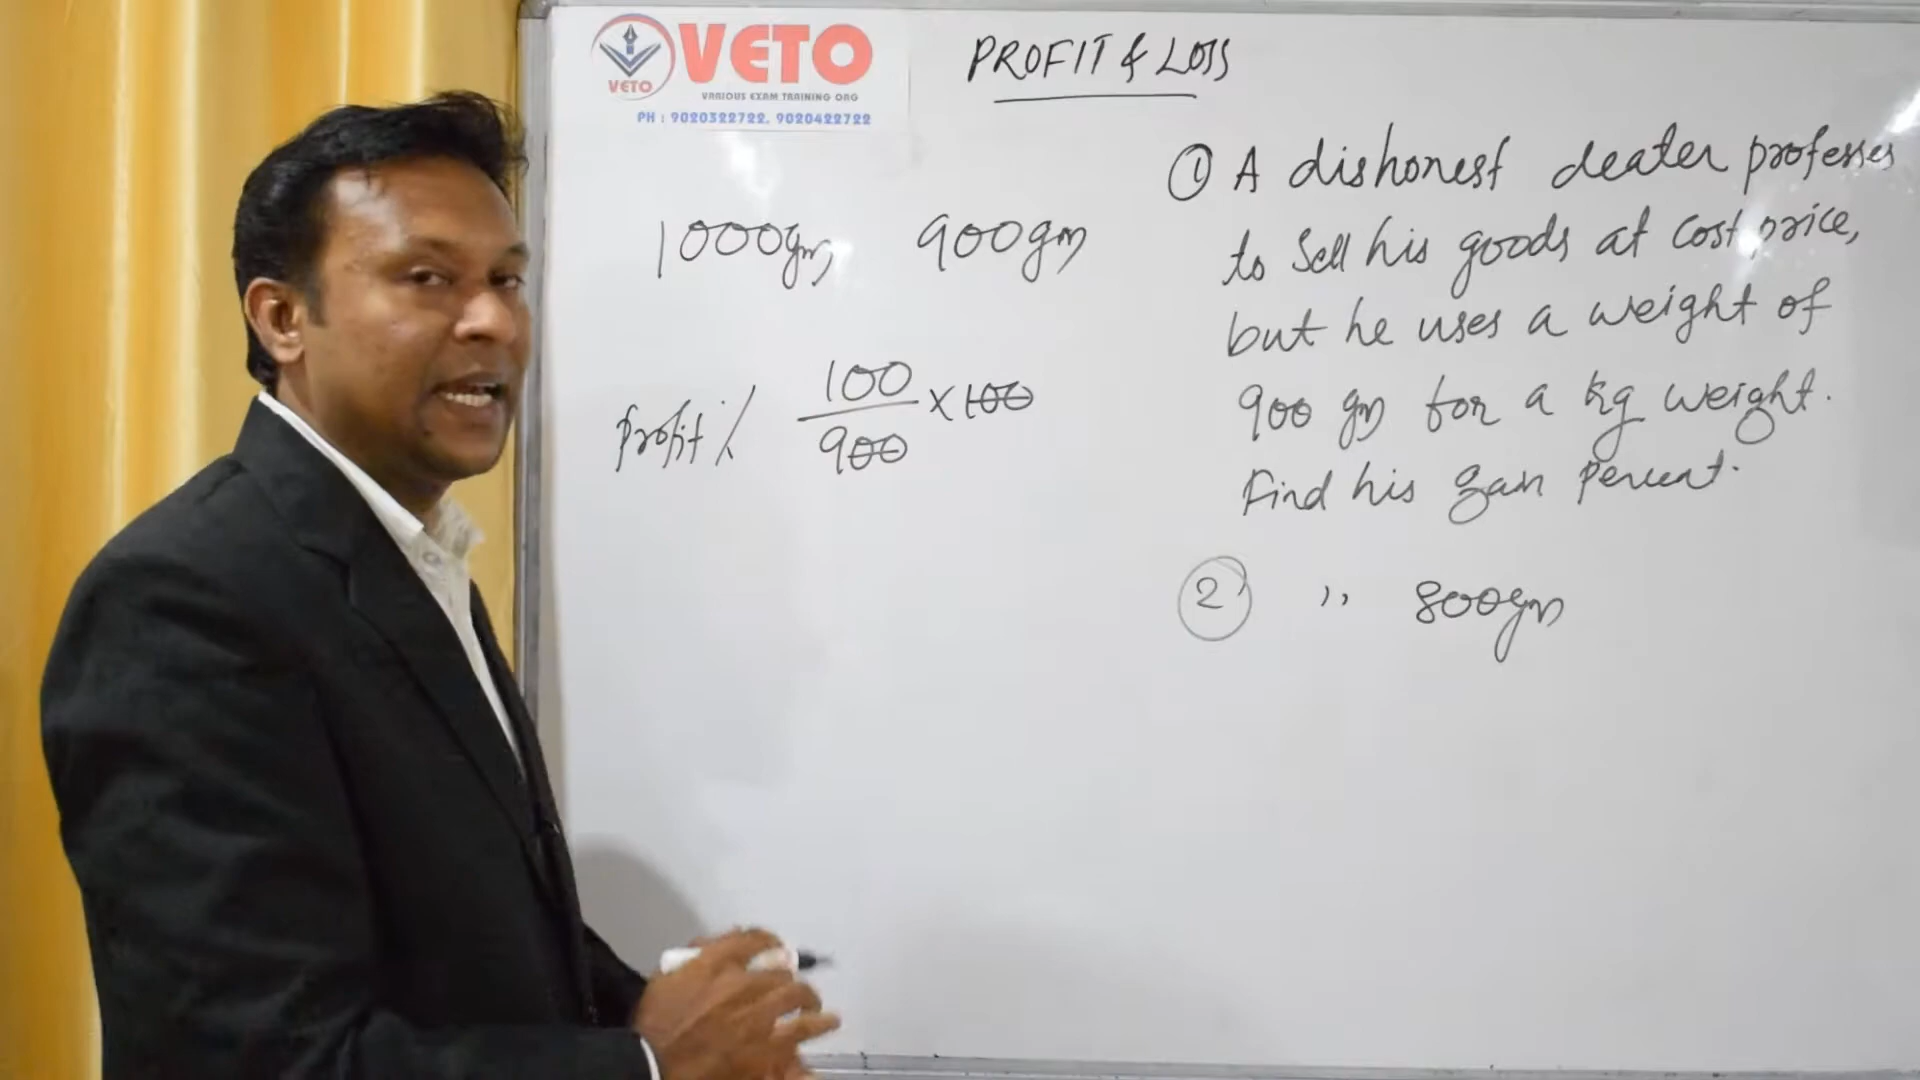 VETO
VETO
VARIOUS EXAM TRAINING ORG
PH : 9020322722, 9020422722
PROFIT & LOSS
1000gm, 900gm
Profit % 100/900 × 100
① A dishonest dealer professes
to sell his goods at cost price,
but he uses a weight of
900 gm for a kg weight.
Find his gain percent.
② ,, 800gm